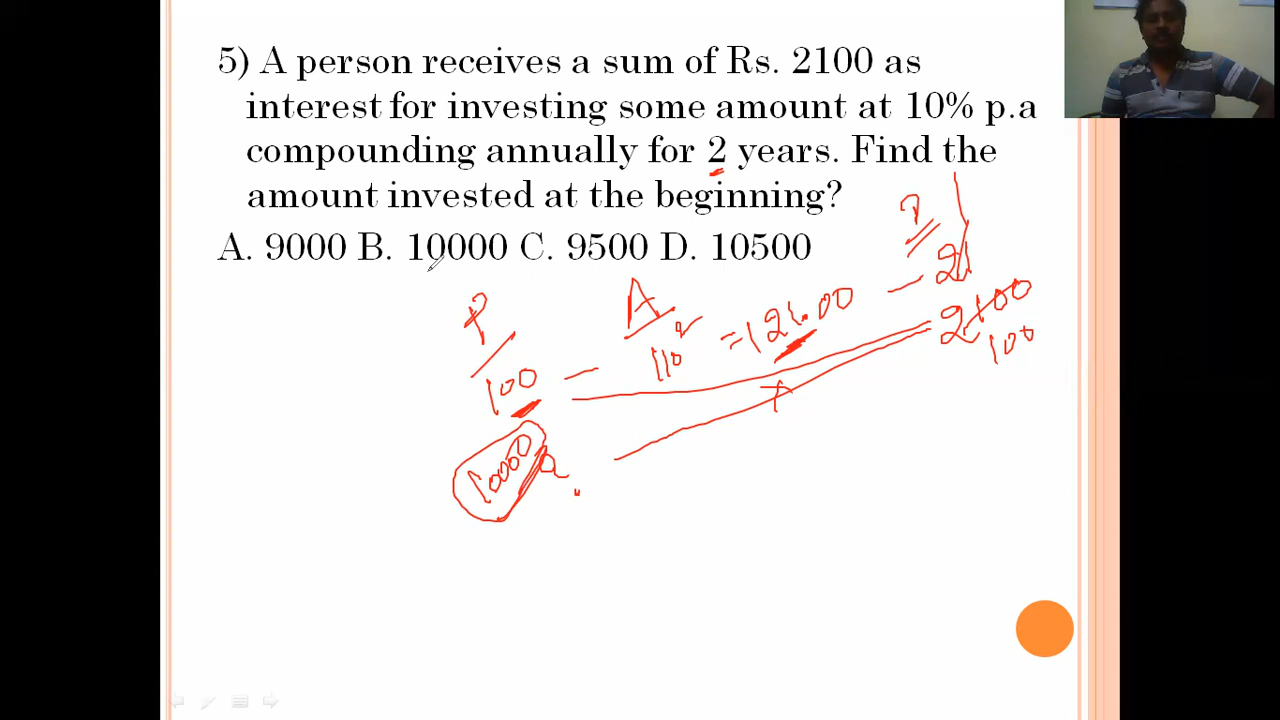 5) A person receives a sum of Rs. 2100 as
interest for investing some amount at 10% p.a
compounding annually for 2 years. Find the
amount invested at the beginning?
A. 9000 B. 10000 C. 9500 D. 10500
P A
100 — 110² = 121.00 — 21
2100
100
10000